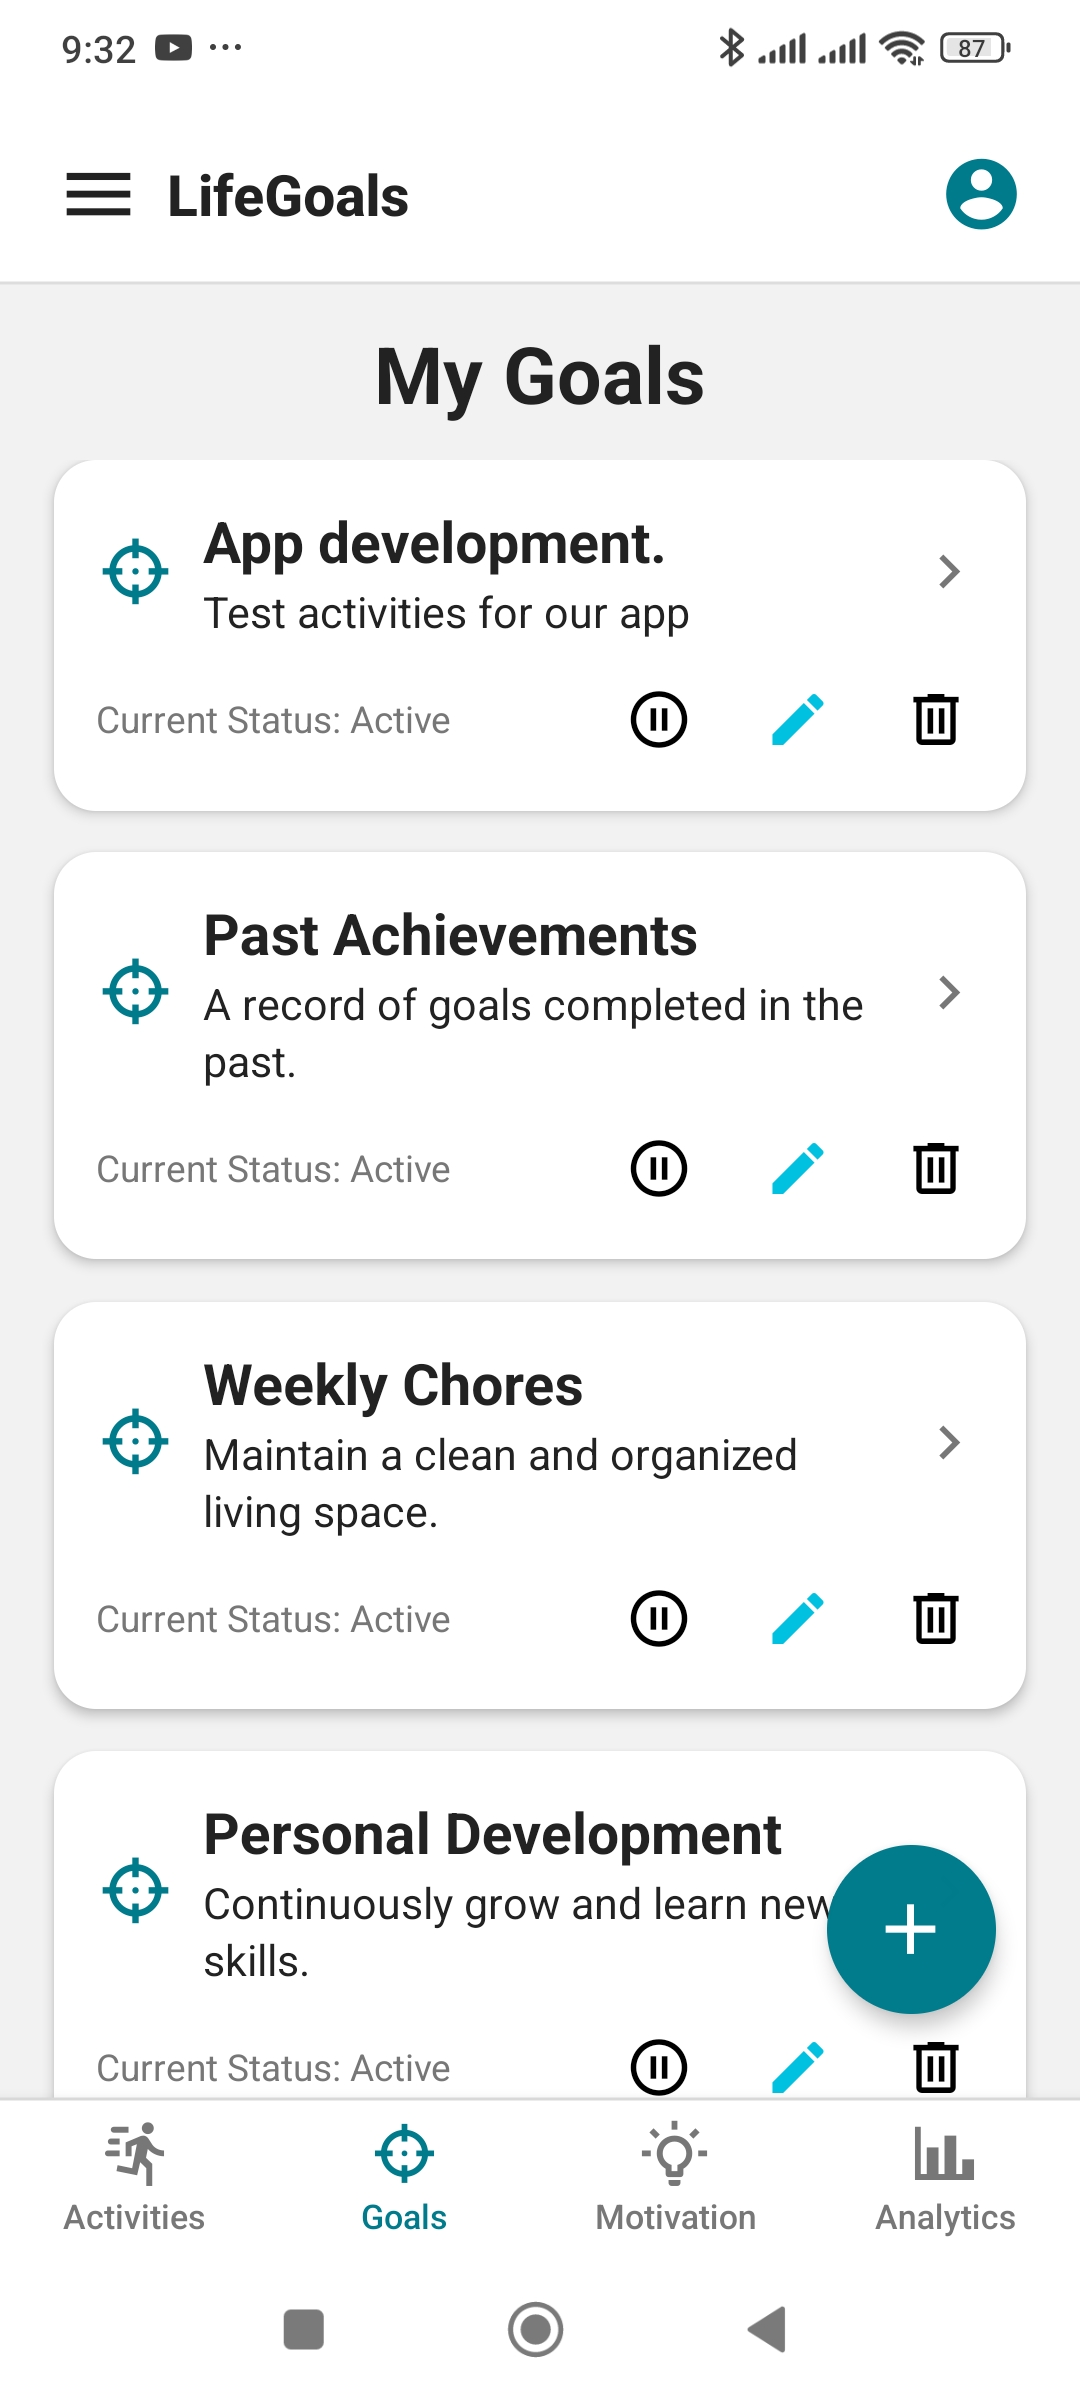 9:32
87
LifeGoals
My Goals
App development.
Test activities for our app
Current Status: Active
Past Achievements
A record of goals completed in the
past.
Current Status: Active
Weekly Chores
Maintain a clean and organized
living space.
Current Status: Active
Personal Development
Continuously grow and learn new
skills.
Current Status: Active
Activities
Goals
Motivation
Analytics